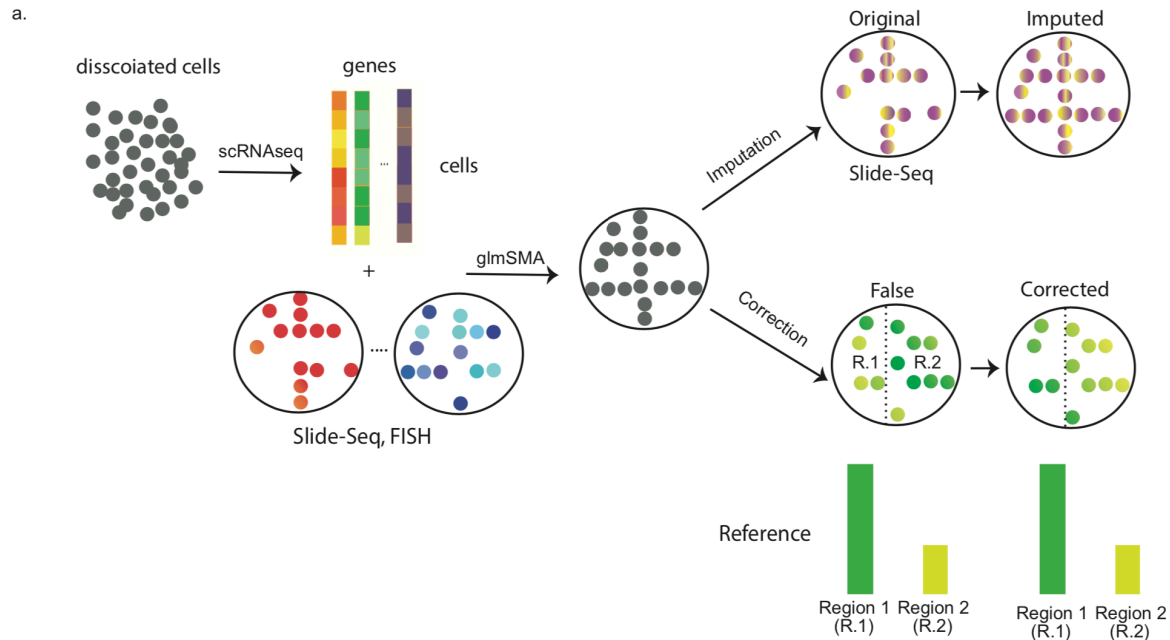 a.
disscoiated cells
scRNAseq
genes
...
cells
+
Slide-Seq, FISH
....
glmSMA
Imputation
Original
Imputed
Slide-Seq
Correction
False
Corrected
R.1
R.2
Reference
Region 1
(R.1)
Region 2
(R.2)
Region 1
(R.1)
Region 2
(R.2)